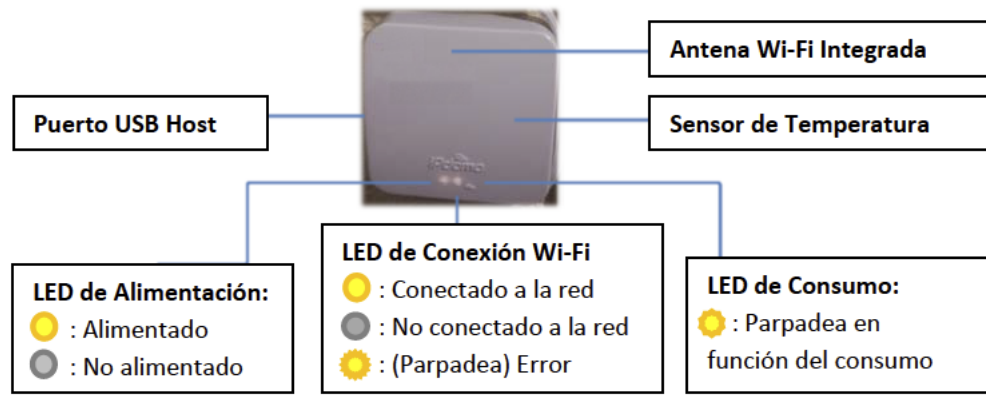 Antena Wi-Fi Integrada
Puerto USB Host
Sensor de Temperatura
iPdomo
LED de Alimentación:
: Alimentado
: No alimentado
LED de Conexión Wi-Fi
: Conectado a la red
: No conectado a la red
: (Parpadea) Error
LED de Consumo:
: Parpadea en
función del consumo